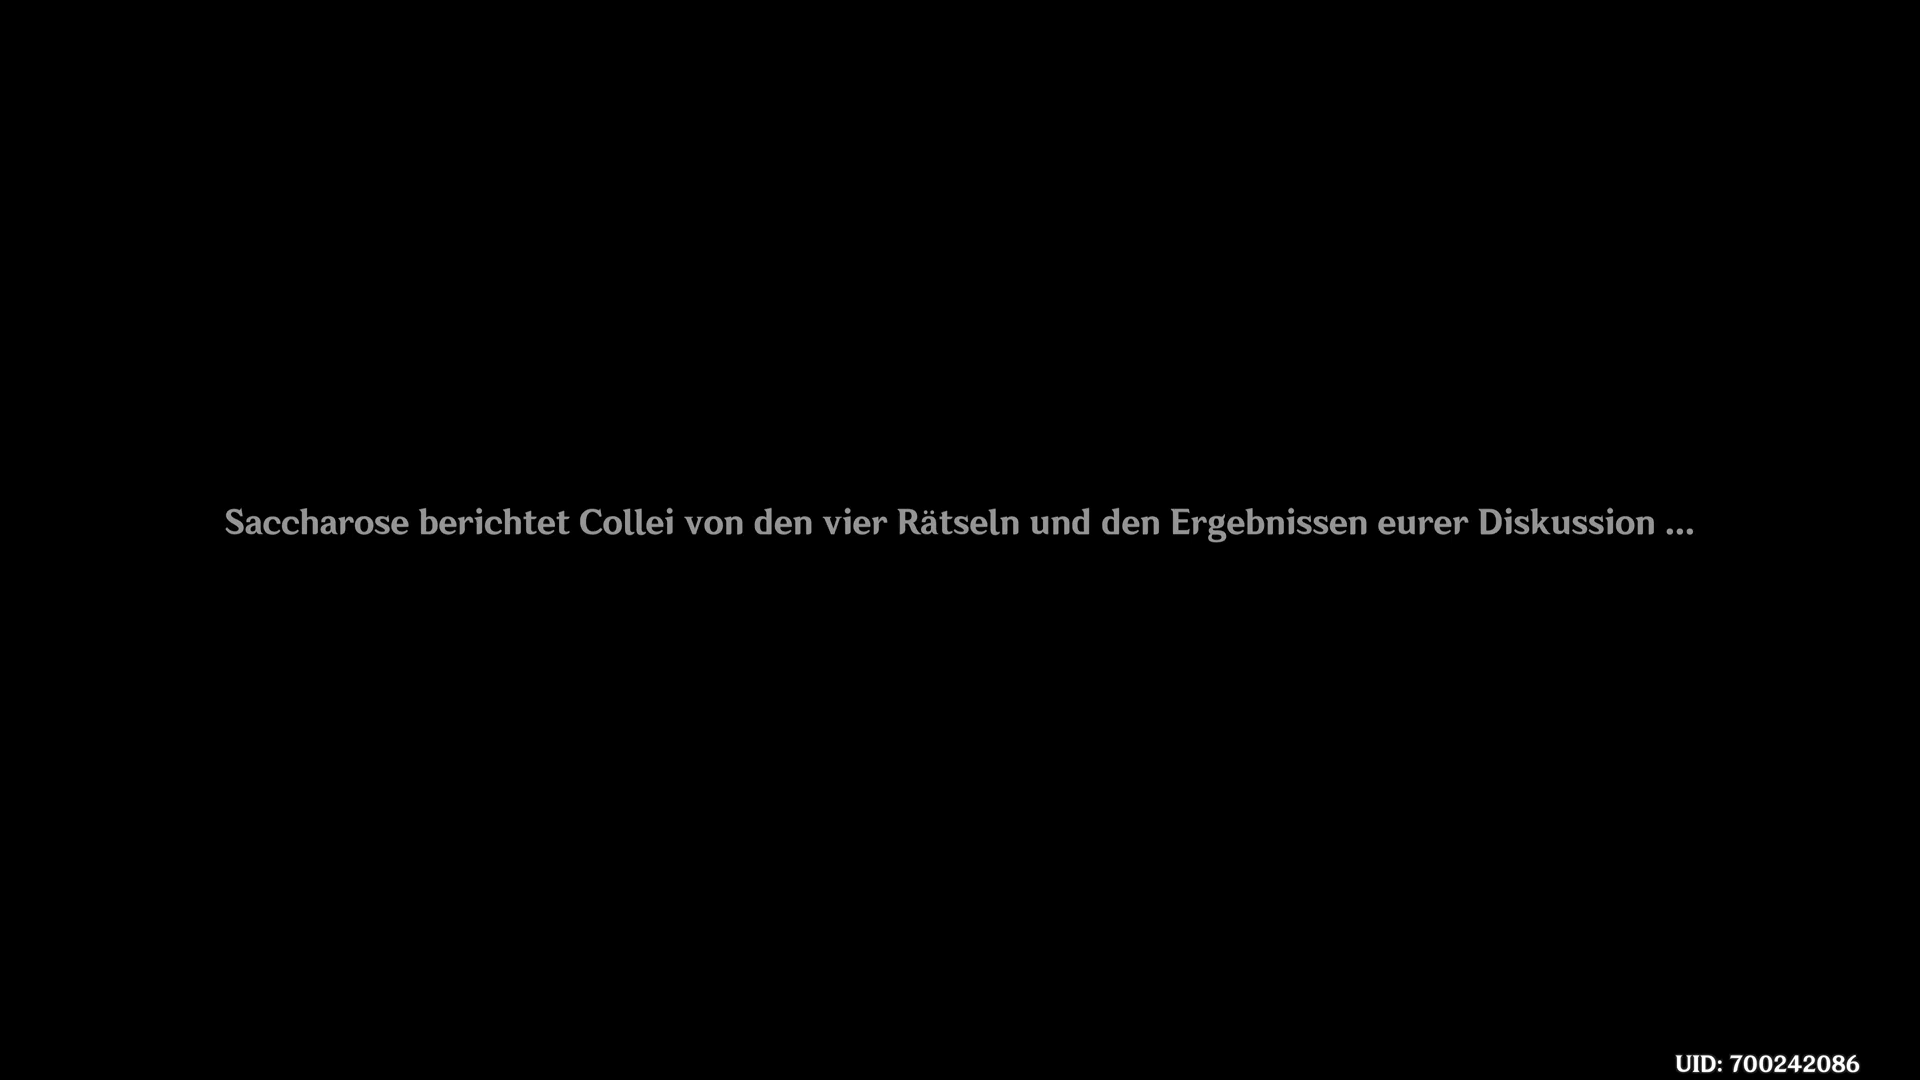 Saccharose berichtet Collei von den vier Rätseln und den Ergebnissen eurer Diskussion ...
UID: 700242086